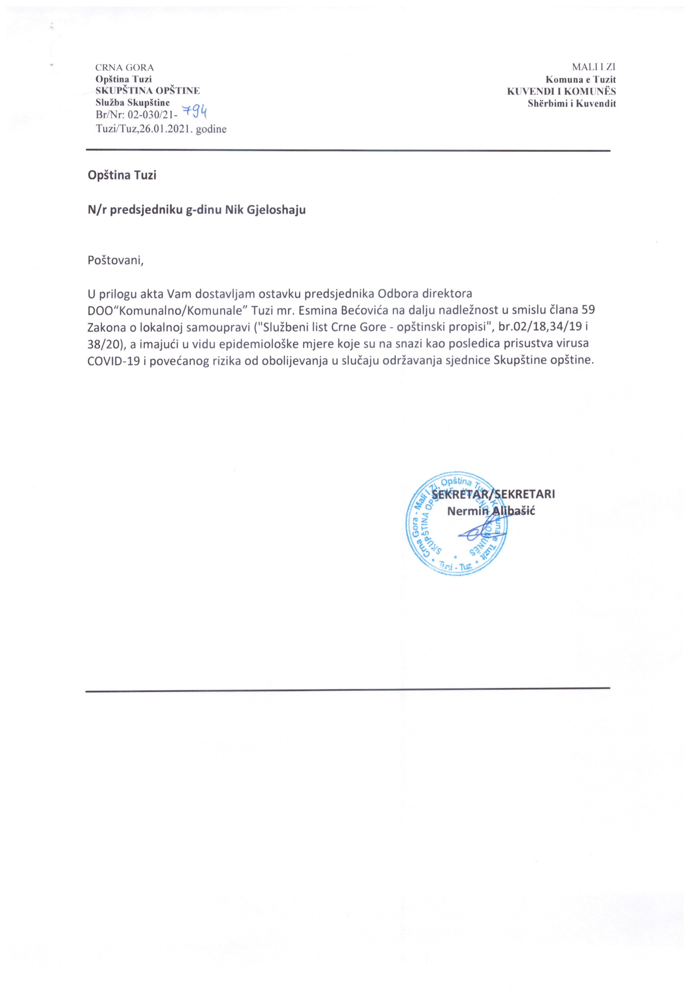 CRNA GORA
Opština Tuzi
SKUPŠTINA OPŠTINE
Služba Skupštine
Br/Nr: 02-030/21- 794
Tuzi/Tuz,26.01.2021. godine
MALI I ZI
Komuna e Tuzit
KUVENDI I KOMUNËS
Shërbimi i Kuvendit
Opština Tuzi
N/r predsjedniku g-dinu Nik Gjeloshaju
Poštovani,
U prilogu akta Vam dostavljam ostavku predsjednika Odbora direktora
DOO“Komunalno/Komunale” Tuzi mr. Esmina Bećovića na dalju nadležnost u smislu člana 59
Zakona o lokalnoj samoupravi ("Službeni list Crne Gore - opštinski propisi", br.02/18,34/19 i
38/20), a imajući u vidu epidemiološke mjere koje su na snazi kao posledica prisustva virusa
COVID-19 i povećanog rizika od obolijevanja u slučaju održavanja sjednice Skupštine opštine.
SEKRETAR/SEKRETARI
Nermin Alibašić
Crna Gora - Mali I Zi, Opština Tuzi - Komuna e Tuzit
SKUPŠTINA OPŠTINE - KUVENDI I KOMUNËS
* Tuzi - Tuz *